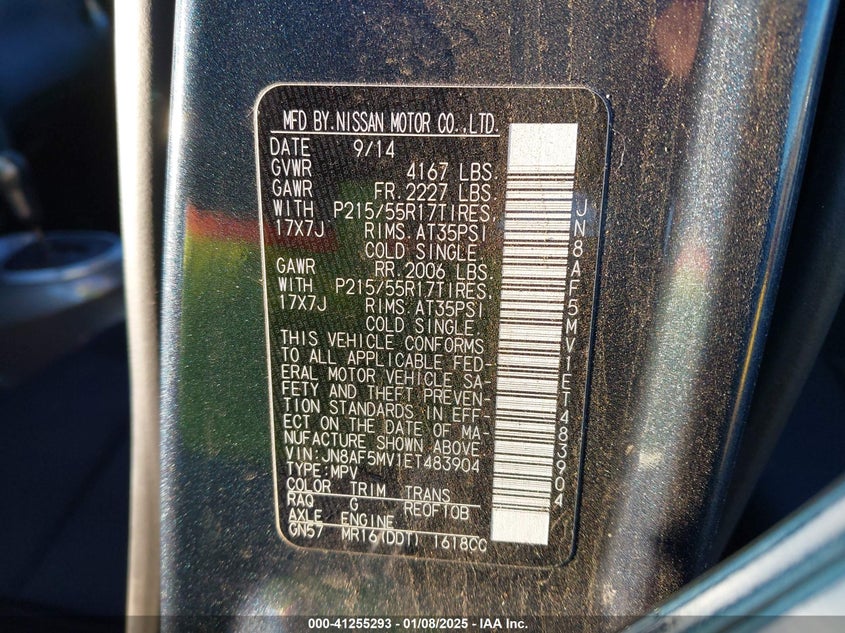 MFD BY.NISSAN MOTOR CO.,LTD.
DATE 9/14
GVWR 4167 LBS.
GAWR FR.2227 LBS.
WITH P215/55R17TIRES,
17X7J RIMS.AT35PSI
COLD SINGLE.
GAWR RR.2006 LBS.
WITH P215/55R17TIRES,
17X7J RIMS.AT35PSI
COLD SINGLE.
THIS VEHICLE CONFORMS
TO ALL APPLICABLE FED-
ERAL MOTOR VEHICLE SA-
FETY AND THEFT PREVEN-
TION STANDARDS IN EFF-
ECT ON THE DATE OF MA-
NUFACTURE SHOWN ABOVE.
VIN:JN8AF5MV1ET483904
TYPE:MPV
COLOR TRIM TRANS
RAQ G RE0F10B
AXLE ENGINE
GN57 MR16(DDT) 1618CC
JN8AF5MV1ET483904
000-41255293 - 01/08/2025 - IAA Inc.